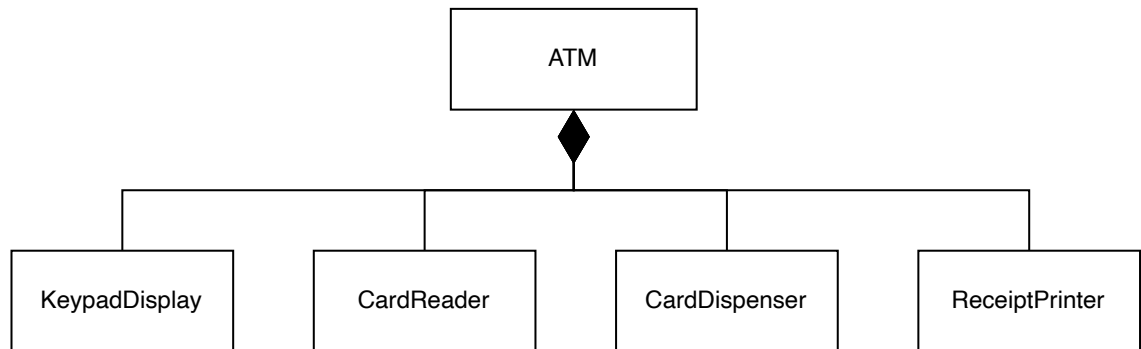 ATM
KeypadDisplay
CardReader
CardDispenser
ReceiptPrinter